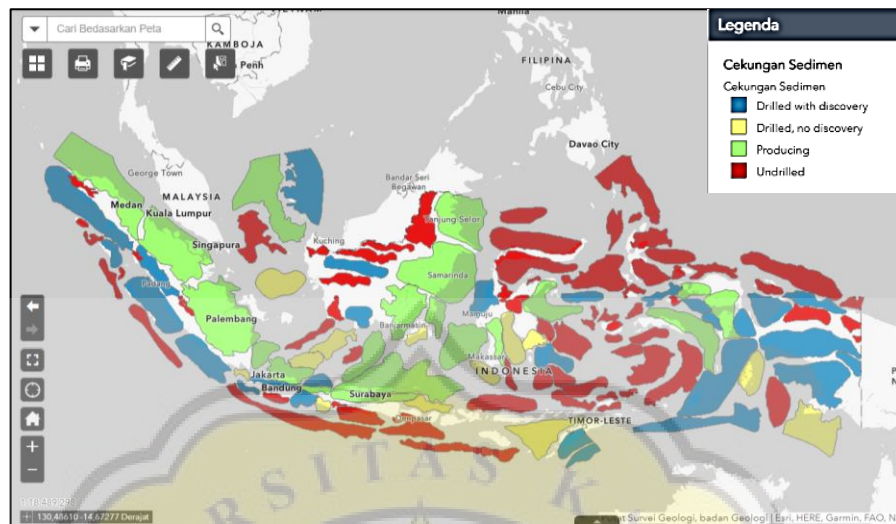 Cari Bedasarkan Peta
Legenda
Cekungan Sedimen
Cekungan Sedimen
Drilled with discovery
Drilled, no discovery
Producing
Undrilled
KAMBOJA
Penh
Manila
FILIPINA
Cebu City
Davao City
George Town
MALAYSIA
Medan
Kuala Lumpur
Singapura
Bandar Seri
Begawan
Kuching
Tanjung Selor
Samarinda
Padang
Palembang
Banjarmasin
Mamuju
Makassar
Jakarta
Bandung
Surabaya
INDONESIA
Denpasar
TIMOR-LESTE
RSITAS K
130,48610 -14,67277 Derajat
Pusat Survei Geologi, badan Geologi | Esri, HERE, Garmin, FAO, N